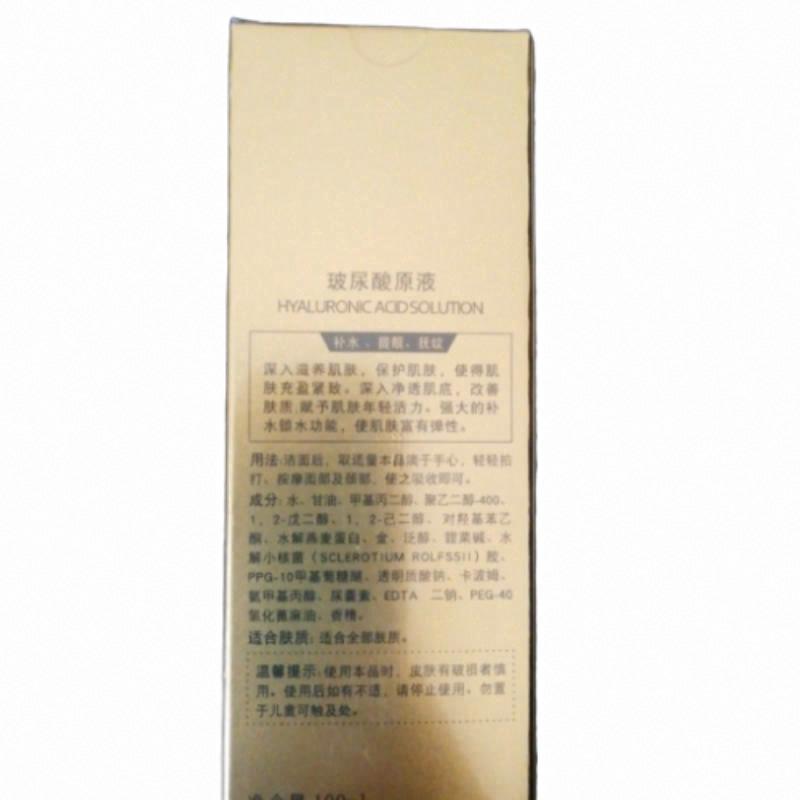 玻尿酸原液
HYALURONIC ACID SOLUTION
补水、提靓、抚纹
深入滋养肌肤，保护肌肤，使得肌
肤充盈紧致。深入净透肌底，改善
肤质,赋予肌肤年轻活力。强大的补
水锁水功能，使肌肤富有弹性。
用法:洁面后，取适量本品滴于手心，轻轻拍
打、按摩面部及颈部，使之吸收即可。
成分:水、甘油、甲基丙二醇、聚乙二醇-400、
1，2-戊二醇、1，2-己二醇、对羟基苯乙
酮、水解燕麦蛋白、金、泛醇、甜菜碱、水
解小核菌（SCLEROTIUM ROLFSSII）胶、
PPG-10甲基葡糖醚、透明质酸钠、卡波姆、
氨甲基丙醇、尿囊素、EDTA 二钠、PEG-40
氢化蓖麻油、香精。
适合肤质:适合全部肤质。
温馨提示:使用本品时，皮肤有破损者慎
用。使用后如有不适，请停止使用。勿置
于儿童可触及处。